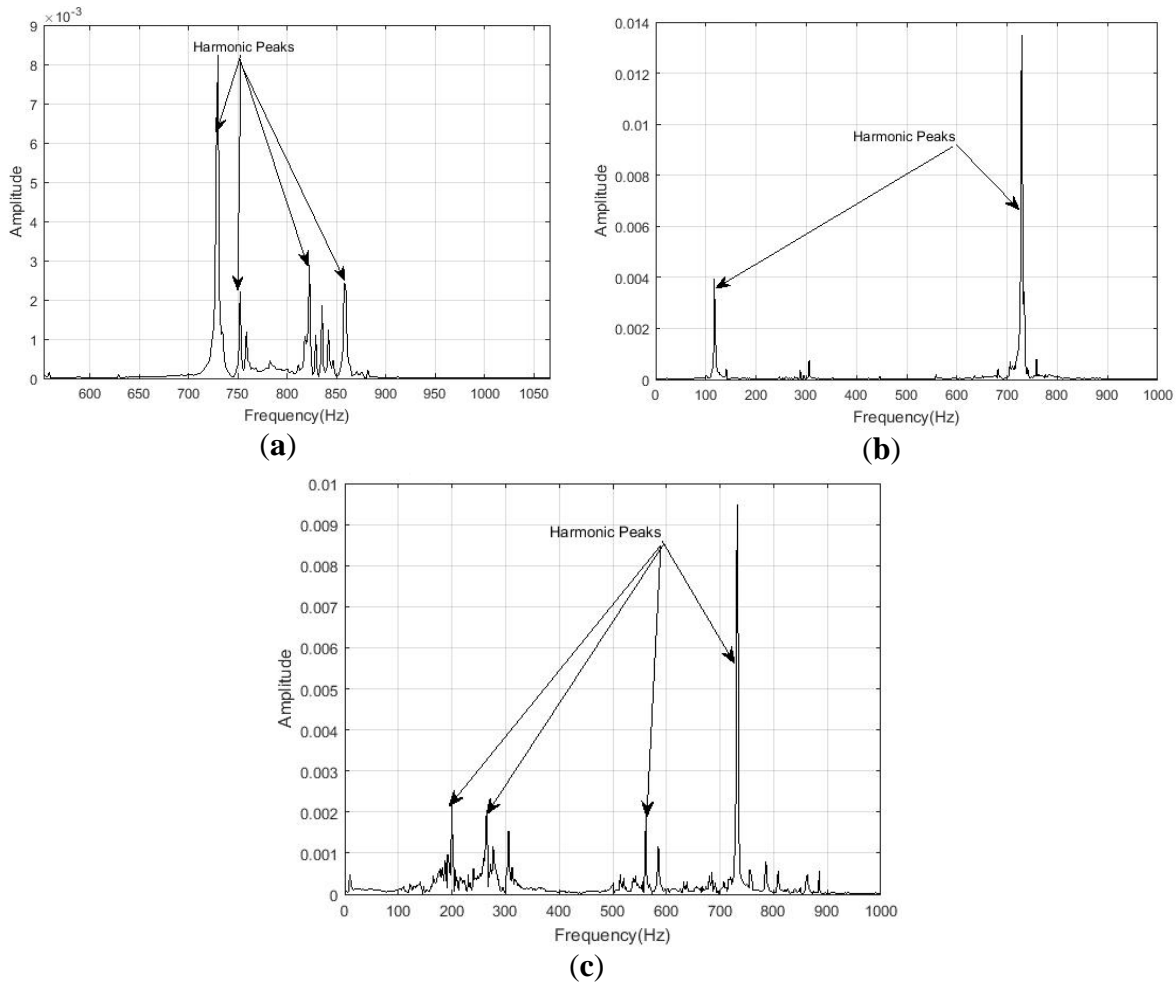 ×10⁻³
9
8
7
6
5
4
3
2
1
0
Harmonic Peaks
Amplitude
600 650 700 750 800 850 900 950 1000 1050
Frequency(Hz)
(a)
0.014
0.012
0.01
0.008
0.006
0.004
0.002
0
Harmonic Peaks
Amplitude
0 100 200 300 400 500 600 700 800 900 1000
Frequency(Hz)
(b)
0.01
0.009
0.008
0.007
0.006
0.005
0.004
0.003
0.002
0.001
0
Harmonic Peaks
Amplitude
0 100 200 300 400 500 600 700 800 900 1000
Frequency(Hz)
(c)